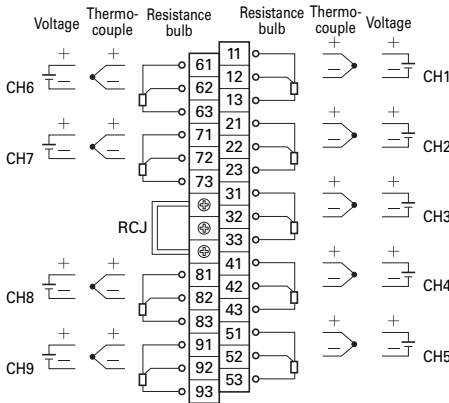 Voltage Thermo-couple Resistance bulb Resistance bulb Thermo-couple Voltage
CH6 + − + − 61 11 + − + − CH1
62 12
63 13
CH7 + − + − 71 21 + − + − CH2
72 22
73 23
RCJ 31 + − + − CH3
32
33
CH8 + − + − 81 41 + − + − CH4
82 42
83 43
CH9 + − + − 91 51 + − + − CH5
92 52
93 53